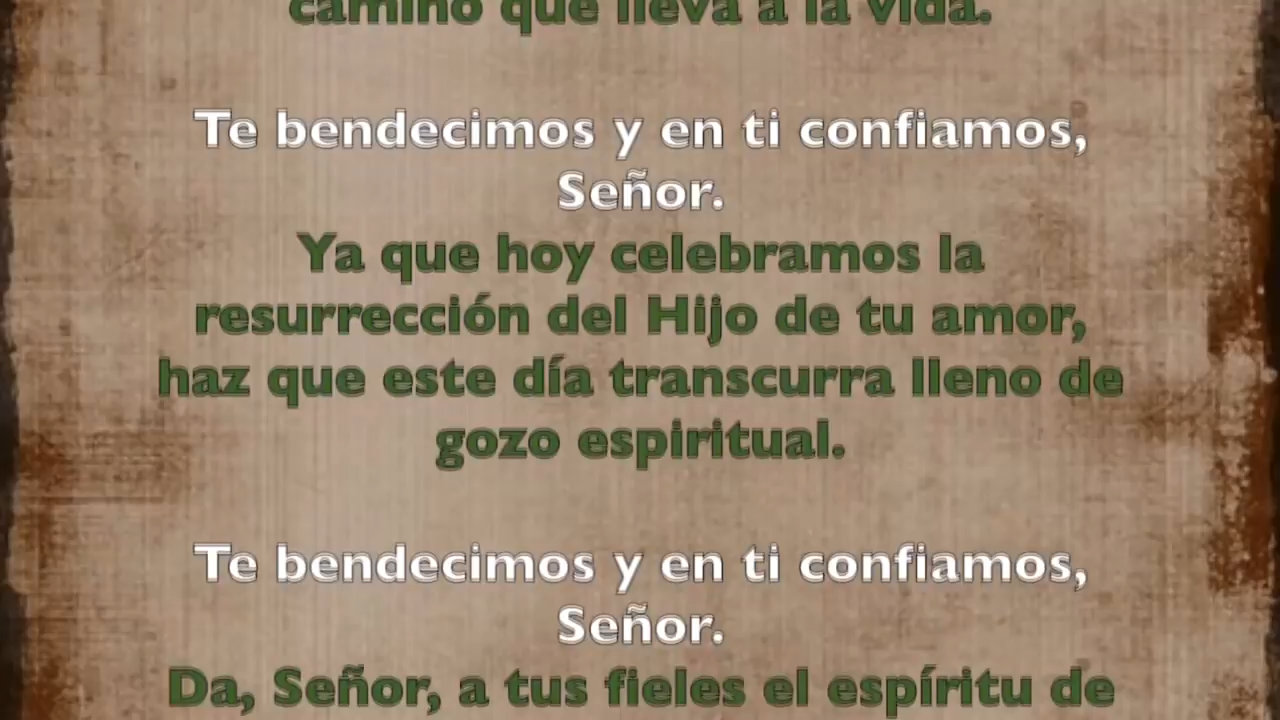 camino que lleva a la vida.
Te bendecimos y en ti confiamos,
Señor.
Ya que hoy celebramos la
resurrección del Hijo de tu amor,
haz que este día transcurra lleno de
gozo espiritual.
Te bendecimos y en ti confiamos,
Señor.
Da, Señor, a tus fieles el espíritu de